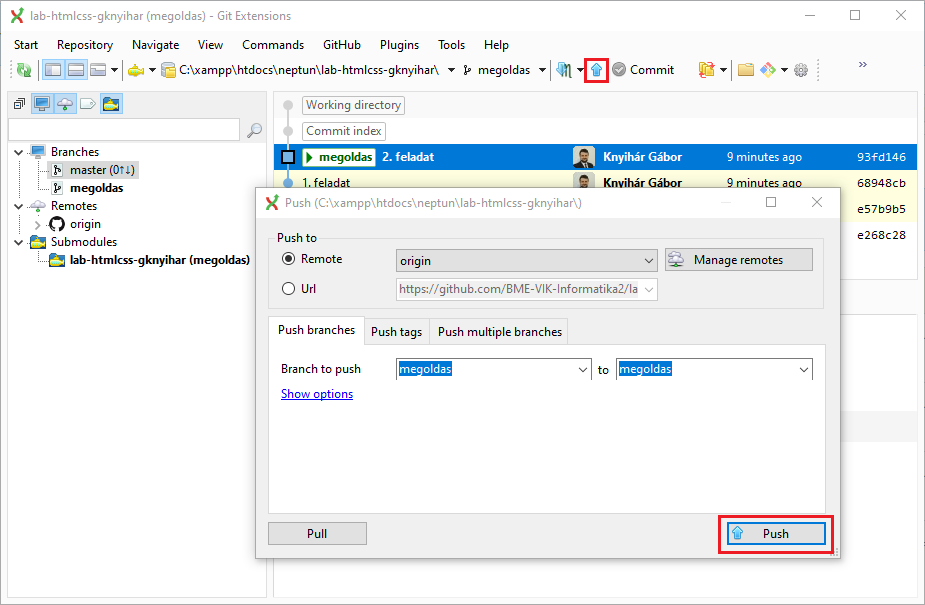 lab-htmlcss-gknyihar (megoldas) - Git Extensions
Start Repository Navigate View Commands GitHub Plugins Tools Help
C:\xampp\htdocs\neptun\lab-htmlcss-gknyihar\ megoldas Commit »
Working directory
Commit index
Branches
master (0↑↓)
megoldas
Remotes
origin
Submodules
lab-htmlcss-gknyihar (megoldas)
megoldas 2. feladat Knyihár Gábor 9 minutes ago 93fd146
1. feladat Knyihár Gábor 9 minutes ago 68948cb
e57b9b5
e268c28
Push (C:\xampp\htdocs\neptun\lab-htmlcss-gknyihar\)
Push to
Remote origin Manage remotes
Url https://github.com/BME-VIK-Informatika2/la
Push branches Push tags Push multiple branches
Branch to push megoldas to megoldas
Show options
Pull Push